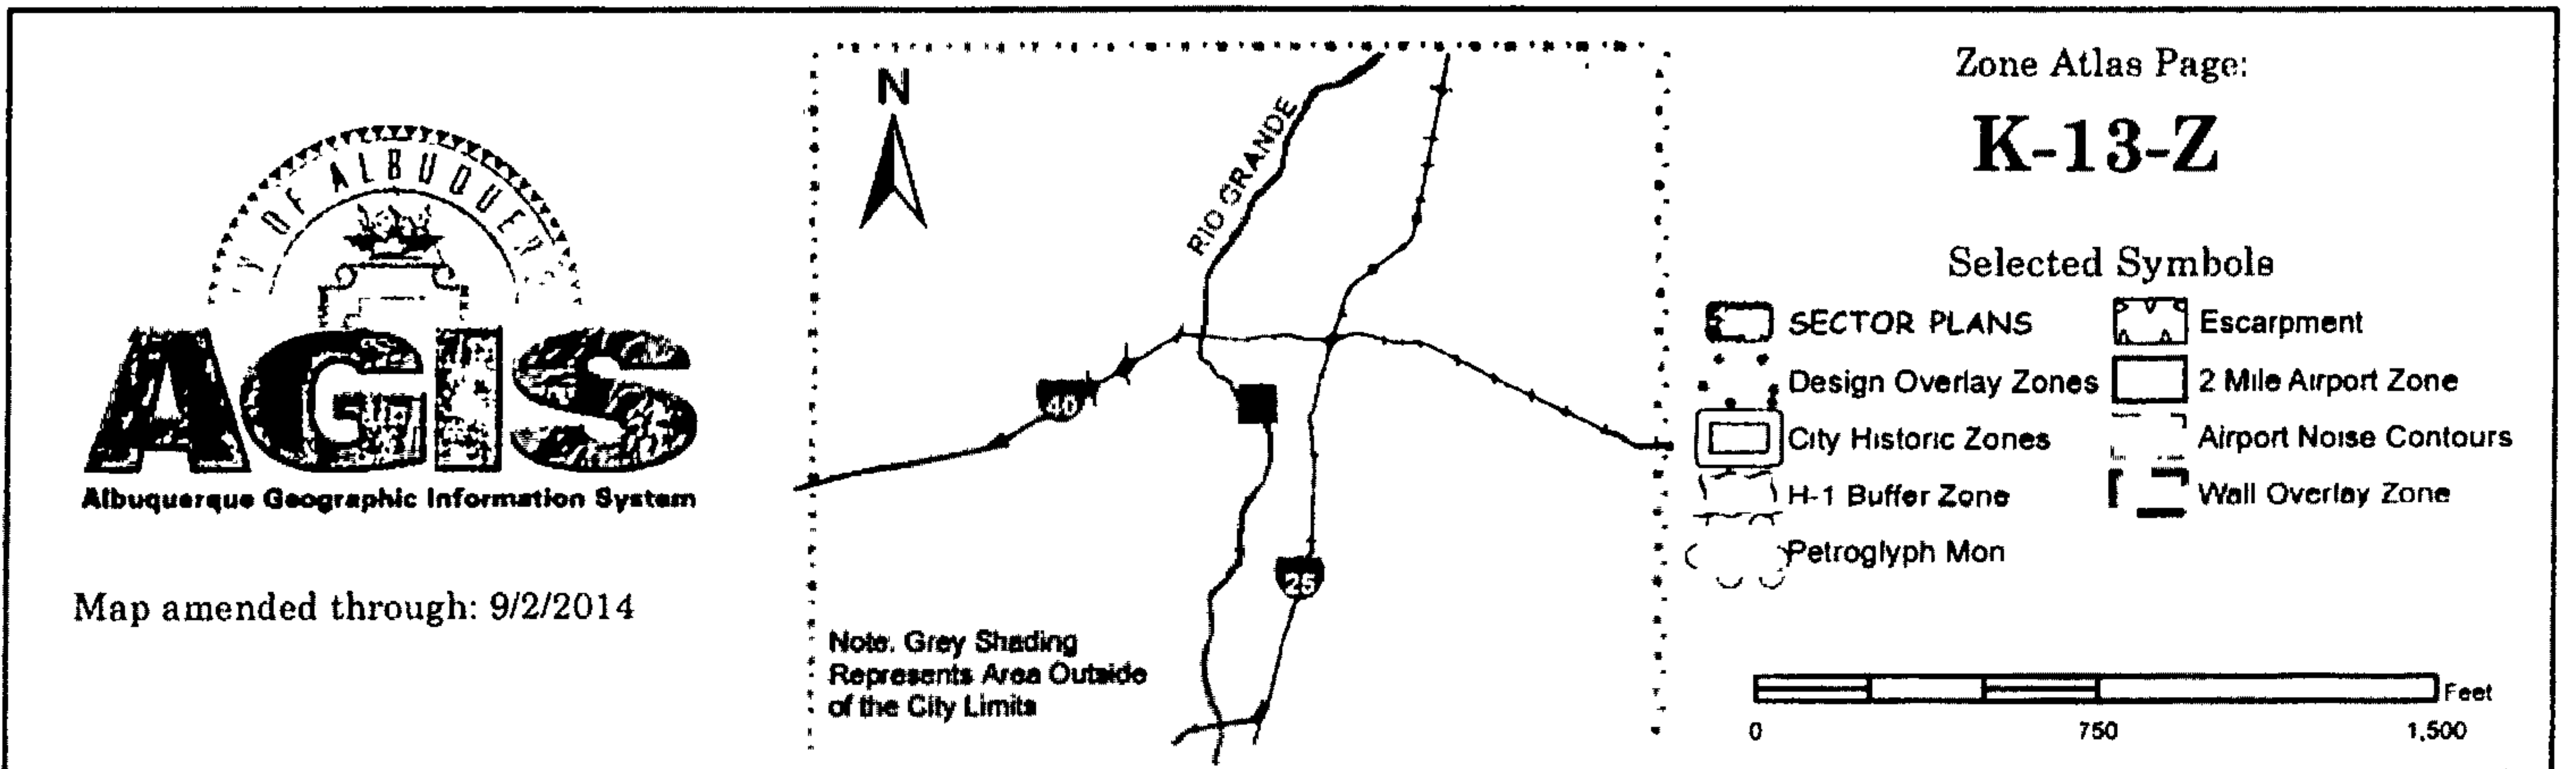 Y OF ALBUQUER
AGIS
Albuquerque Geographic Information System
Map amended through: 9/2/2014
N
RIO GRANDE
40
25
Note. Grey Shading
Represents Area Outside
of the City Limits
Zone Atlas Page:
K-13-Z
Selected Symbols
SECTOR PLANS
Design Overlay Zones
City Historic Zones
H-1 Buffer Zone
Petroglyph Mon
Escarpment
2 Mile Airport Zone
Airport Noise Contours
Wall Overlay Zone
Feet
0 750 1,500